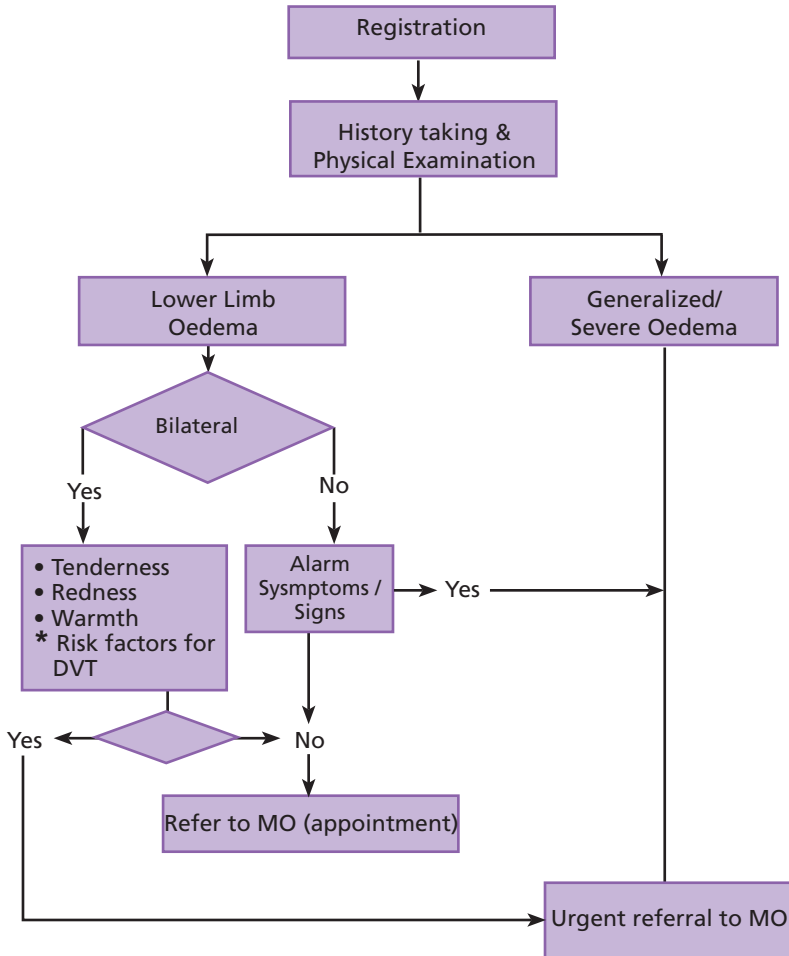 Registration
History taking &
Physical Examination
Lower Limb
Oedema
Generalized/
Severe Oedema
Bilateral
Yes
No
• Tenderness
• Redness
• Warmth
* Risk factors for
DVT
Alarm
Sysmptoms /
Signs
Yes
Yes
No
Refer to MO (appointment)
Urgent referral to MO